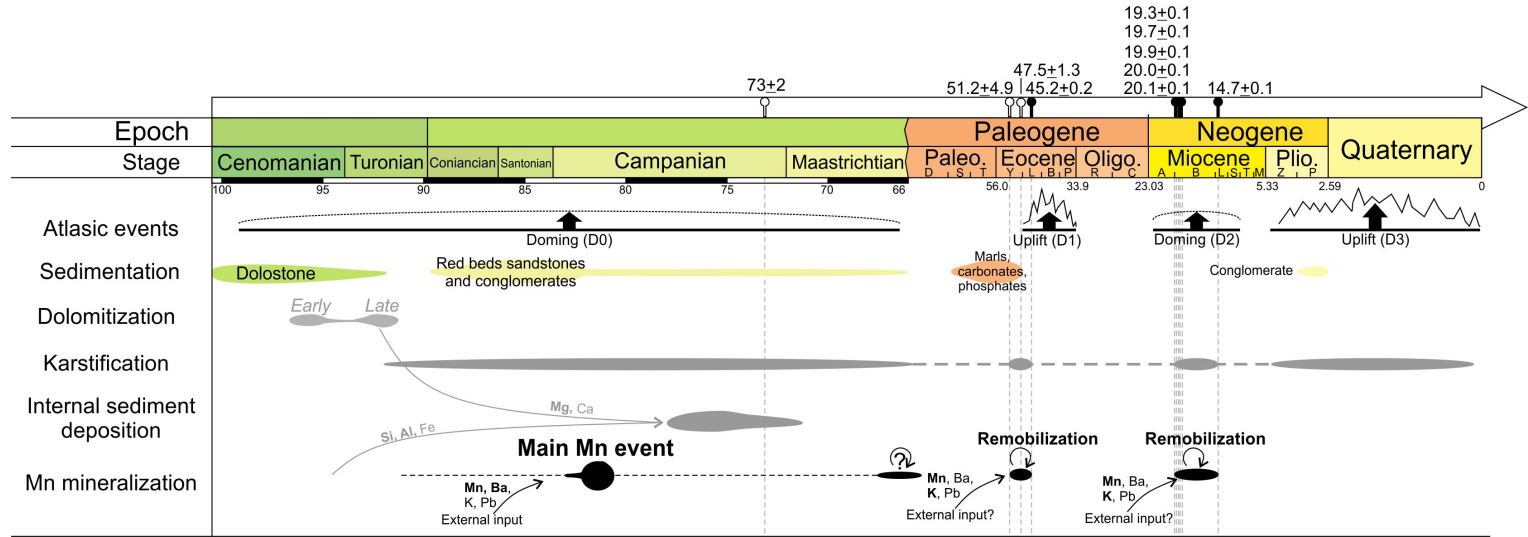 19.3±0.1
19.7±0.1
19.9±0.1
47.5±1.3 20.0±0.1
73±2 51.2±4.9 45.2±0.2 20.1±0.1 14.7±0.1
Epoch Paleogene Neogene Quaternary
Stage Cenomanian Turonian Coniancian Santonian Campanian Maastrichtian Paleo. Eocene Oligo. Miocene Plio.
D S T Y L B P R C A B L S T M Z P
100 95 90 85 80 75 70 66 56.0 33.9 23.03 5.33 2.59 0
Atlasic events
Doming (D0) Uplift (D1) Doming (D2) Uplift (D3)
Sedimentation Dolostone
Red beds sandstones
and conglomerates
Marls,
carbonates,
phosphates
Conglomerate
Dolomitization Early Late
Karstification
Internal sediment
deposition
Mg, Ca
Si, Al, Fe
Mn mineralization
Main Mn event
Mn, Ba,
K, Pb
External input
?
Remobilization
Mn, Ba,
K, Pb
External input?
Remobilization
Mn, Ba,
K, Pb
External input?